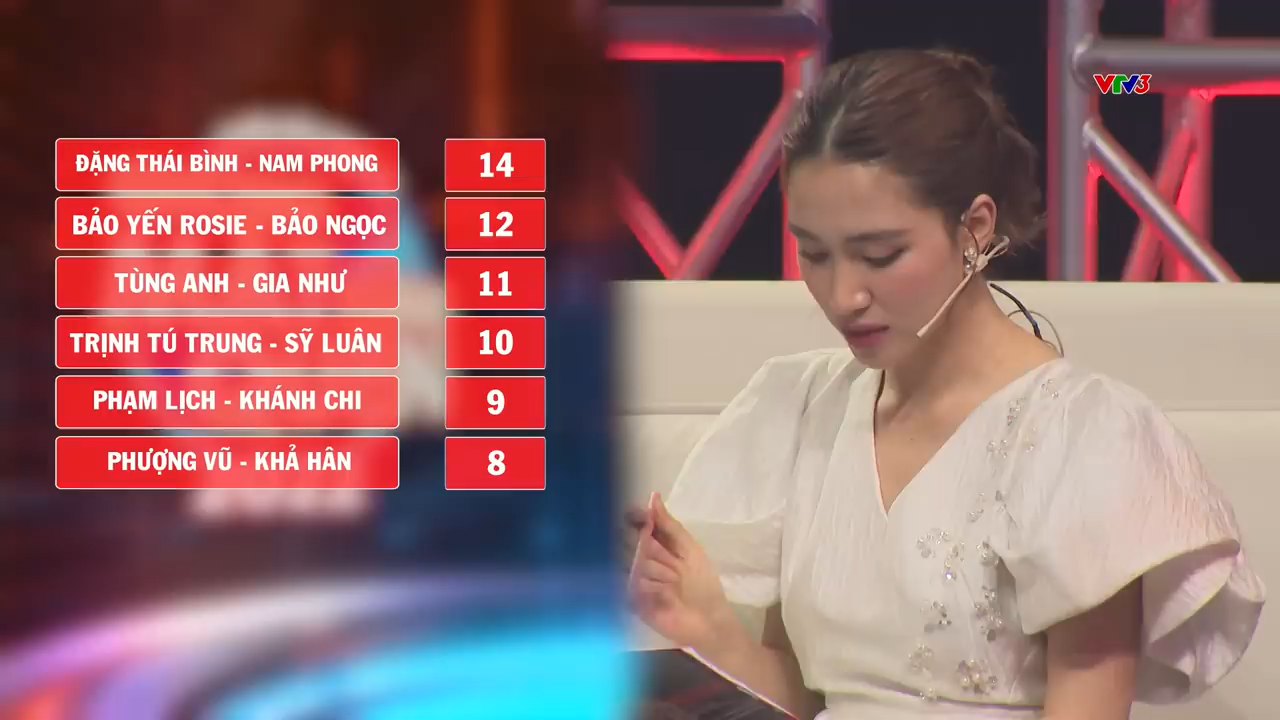 VTV3
ĐẶNG THÁI BÌNH - NAM PHONG 14
BẢO YẾN ROSIE - BẢO NGỌC 12
TÙNG ANH - GIA NHƯ 11
TRỊNH TÚ TRUNG - SỸ LUÂN 10
PHẠM LỊCH - KHÁNH CHI 9
PHƯỢNG VŨ - KHẢ HÂN 8